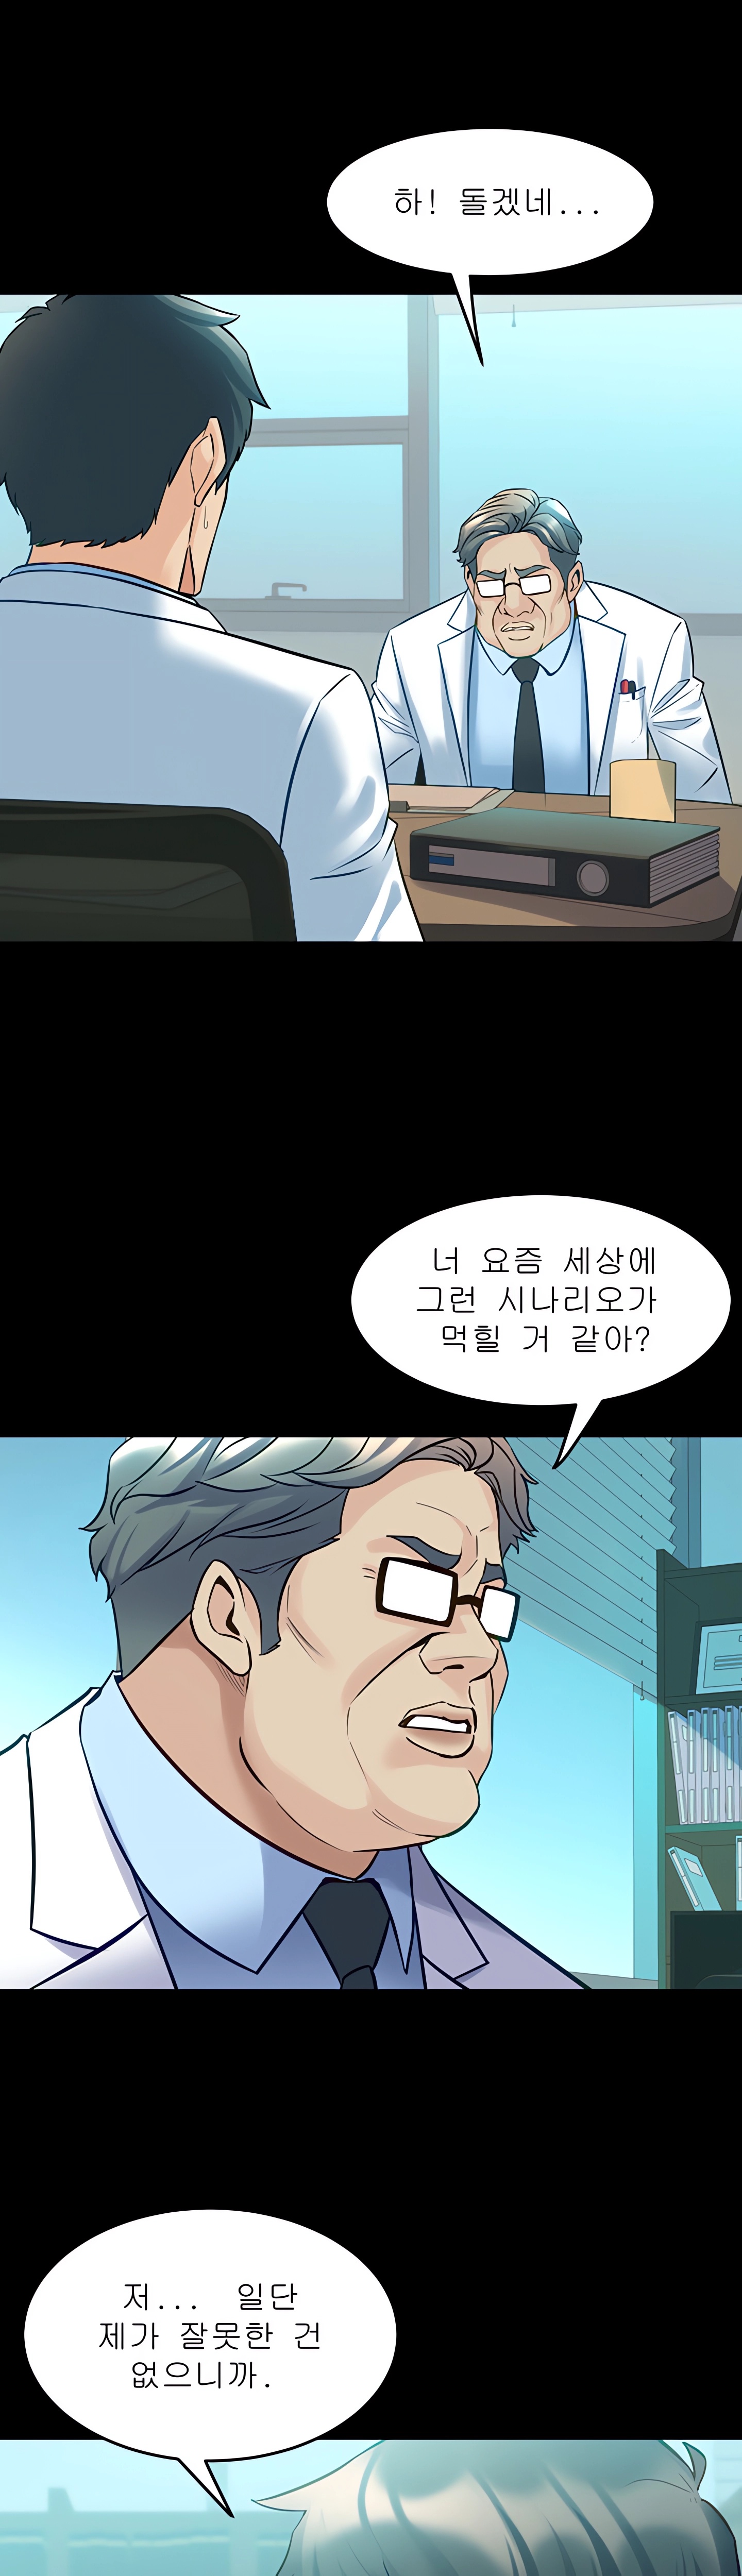 하! 돌겠네...
너 요즘 세상에
그런 시나리오가
먹힐 거 같아?
저... 일단
제가 잘못한 건
없으니까.